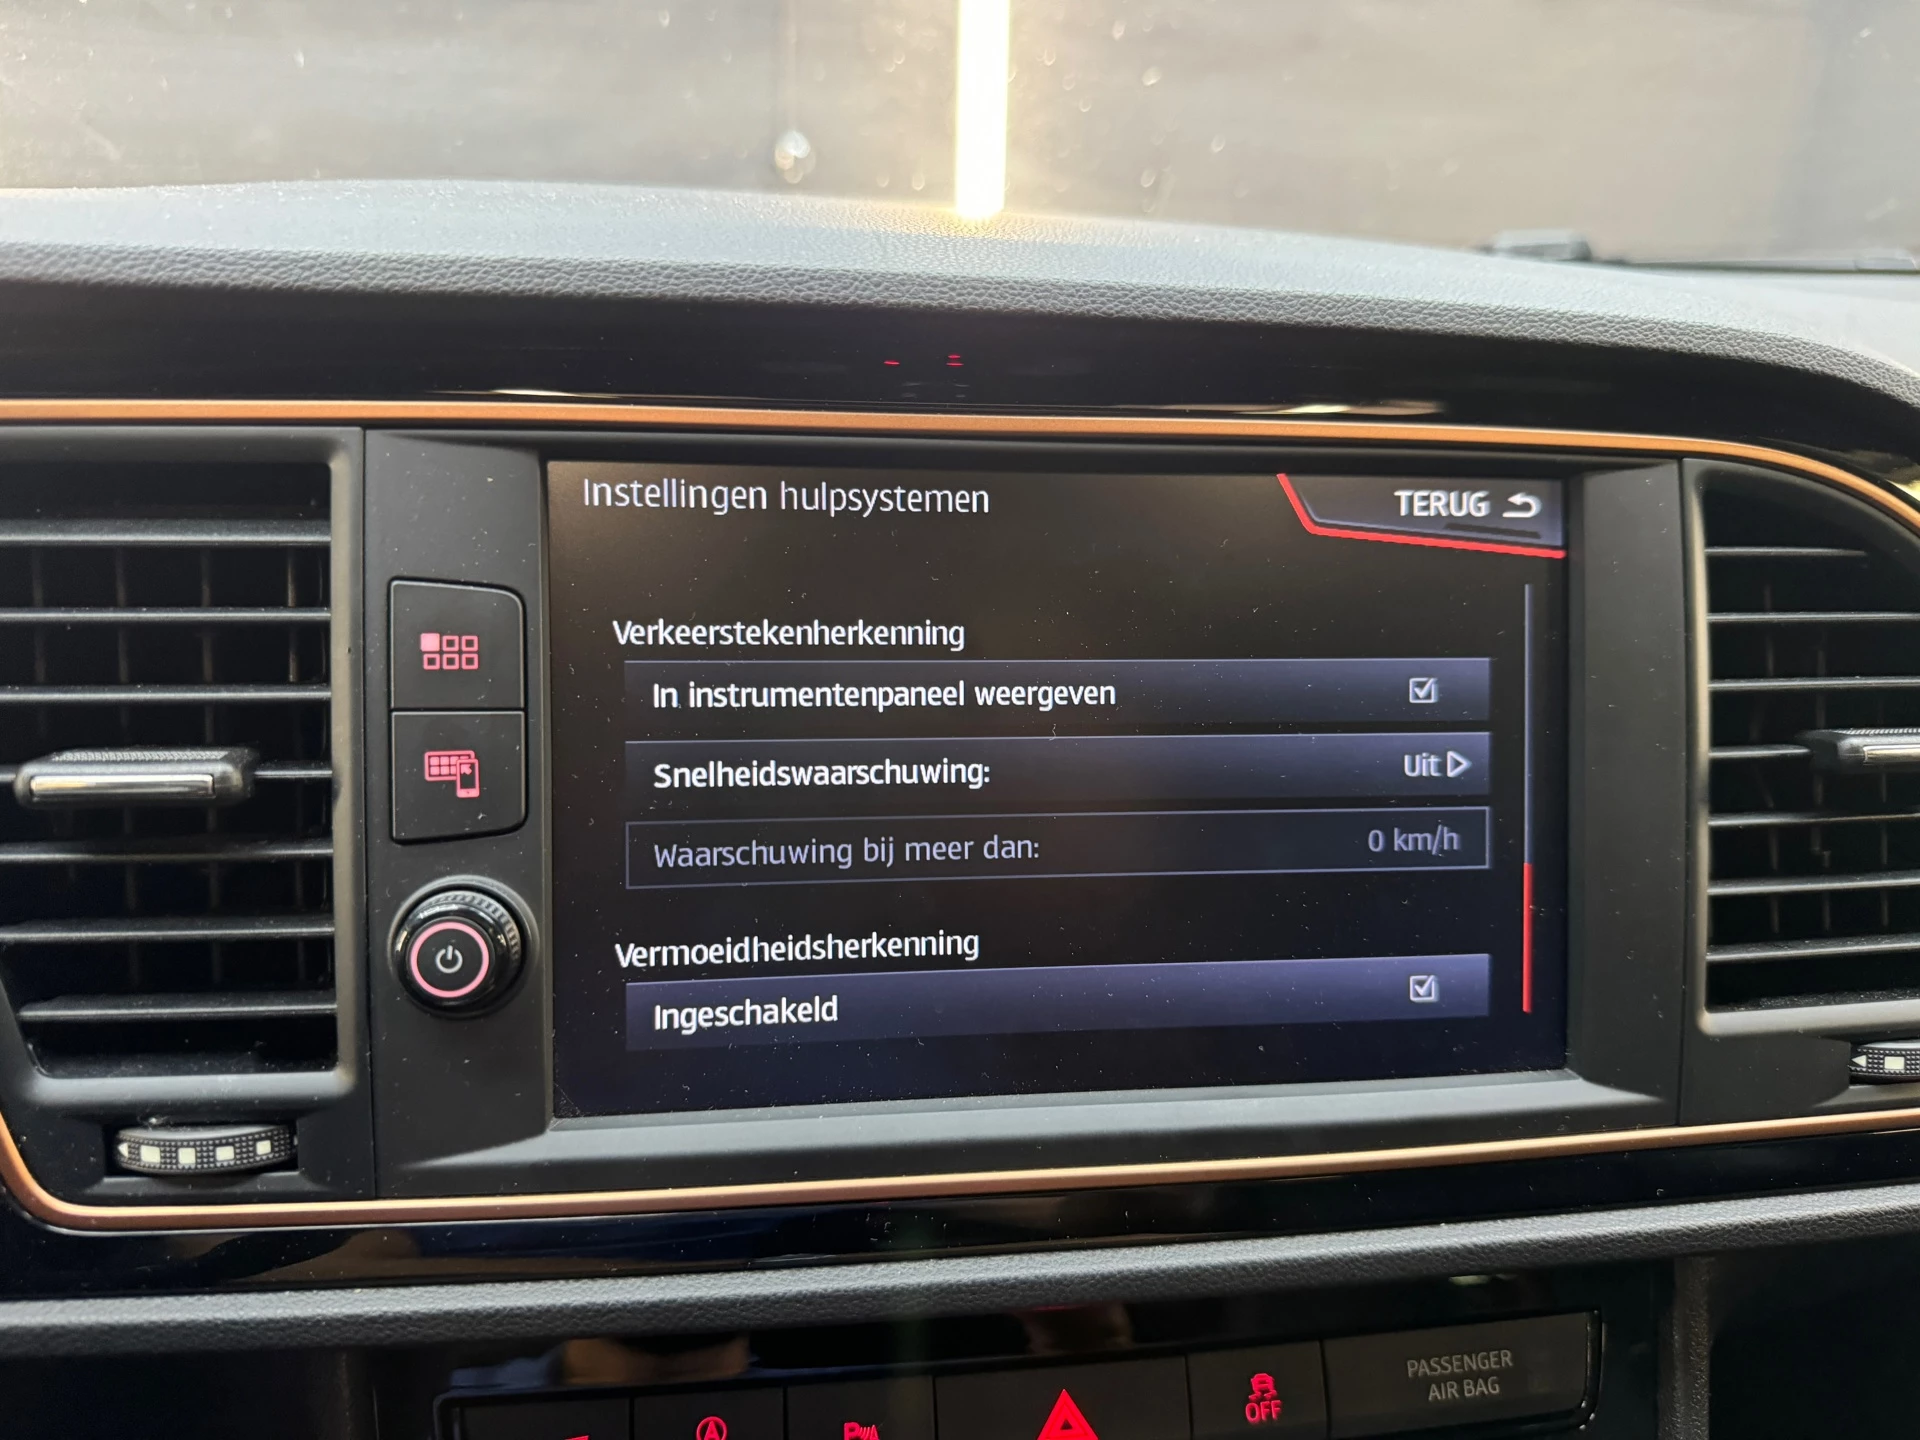 Instellingen hulpsystemen
TERUG
Verkeerstekenherkenning
In instrumentenpaneel weergeven
Snelheidswaarschuwing: Uit
Waarschuwing bij meer dan: 0 km/h
Vermoeidheidsherkenning
Ingeschakeld
A
P
OFF
PASSENGER
AIR BAG